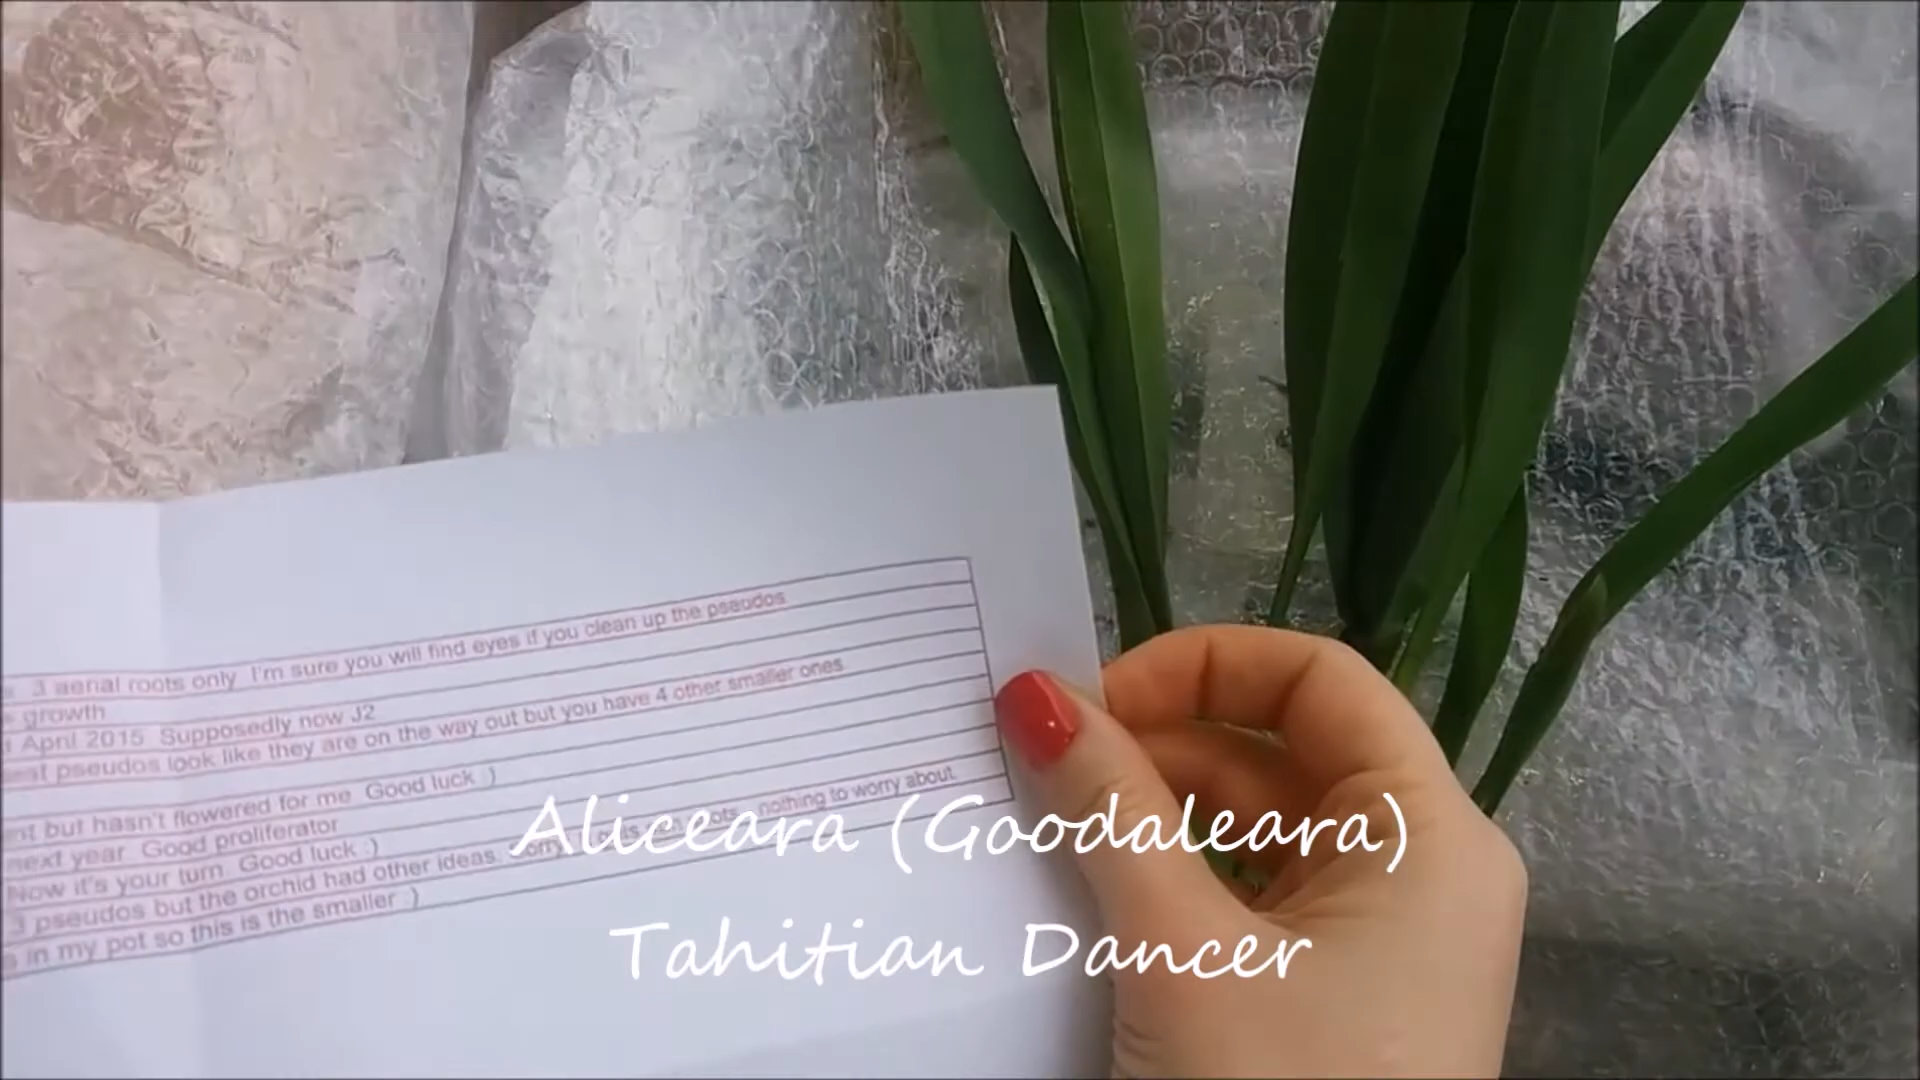 3 aerial roots only I'm sure you will find eyes if you clean up the pseudos
growth
April 2015 Supposedly now J2
pseudos look like they are on the way out but you have 4 other smaller ones
but hasn't flowered for me Good luck )
next year Good proliferator
Now it's your turn Good luck )
3 pseudos but the orchid had other ideas. Sorry nothing to worry about
in my pot so this is the smaller )
Aliceara (Goodaleara)
Tahitian Dancer